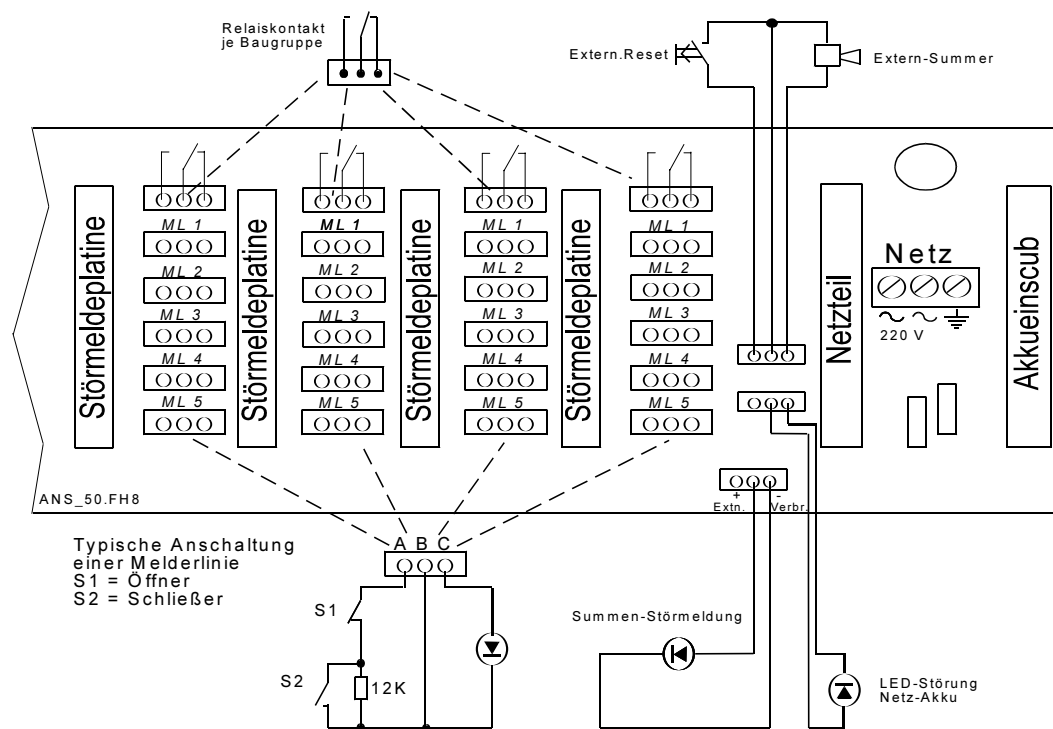 Relaiskontakt
je Baugruppe
Extern.Reset
Extern-Summer
Störmeldeplatine
ML 1
ML 2
ML 3
ML 4
ML 5
Störmeldeplatine
ML 1
ML 2
ML 3
ML 4
ML 5
Störmeldeplatine
ML 1
ML 2
ML 3
ML 4
ML 5
Störmeldeplatine
ML 1
ML 2
ML 3
ML 4
ML 5
Netzteil
Netz
220 V
Akkueinscub
+ -
Extn. Verbr.
ANS_50.FH8
Typische Anschaltung
einer Melderlinie
S1 = Öffner
S2 = Schließer
A B C
S1
S2
12K
Summen-Störmeldung
LED-Störung
Netz-Akku